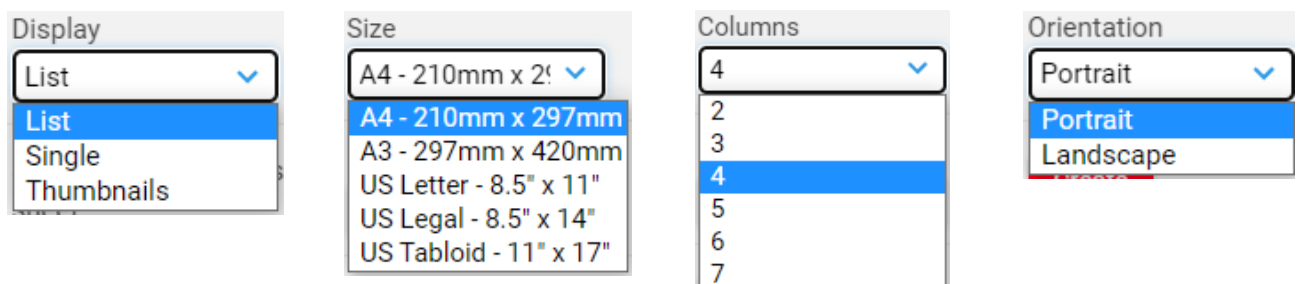 Display
List
List
Single
Thumbnails
Size
A4 - 210mm x 29
A4 - 210mm x 297mm
A3 - 297mm x 420mm
US Letter - 8.5" x 11"
US Legal - 8.5" x 14"
US Tabloid - 11" x 17"
Columns
4
2
3
4
5
6
7
Orientation
Portrait
Portrait
Landscape